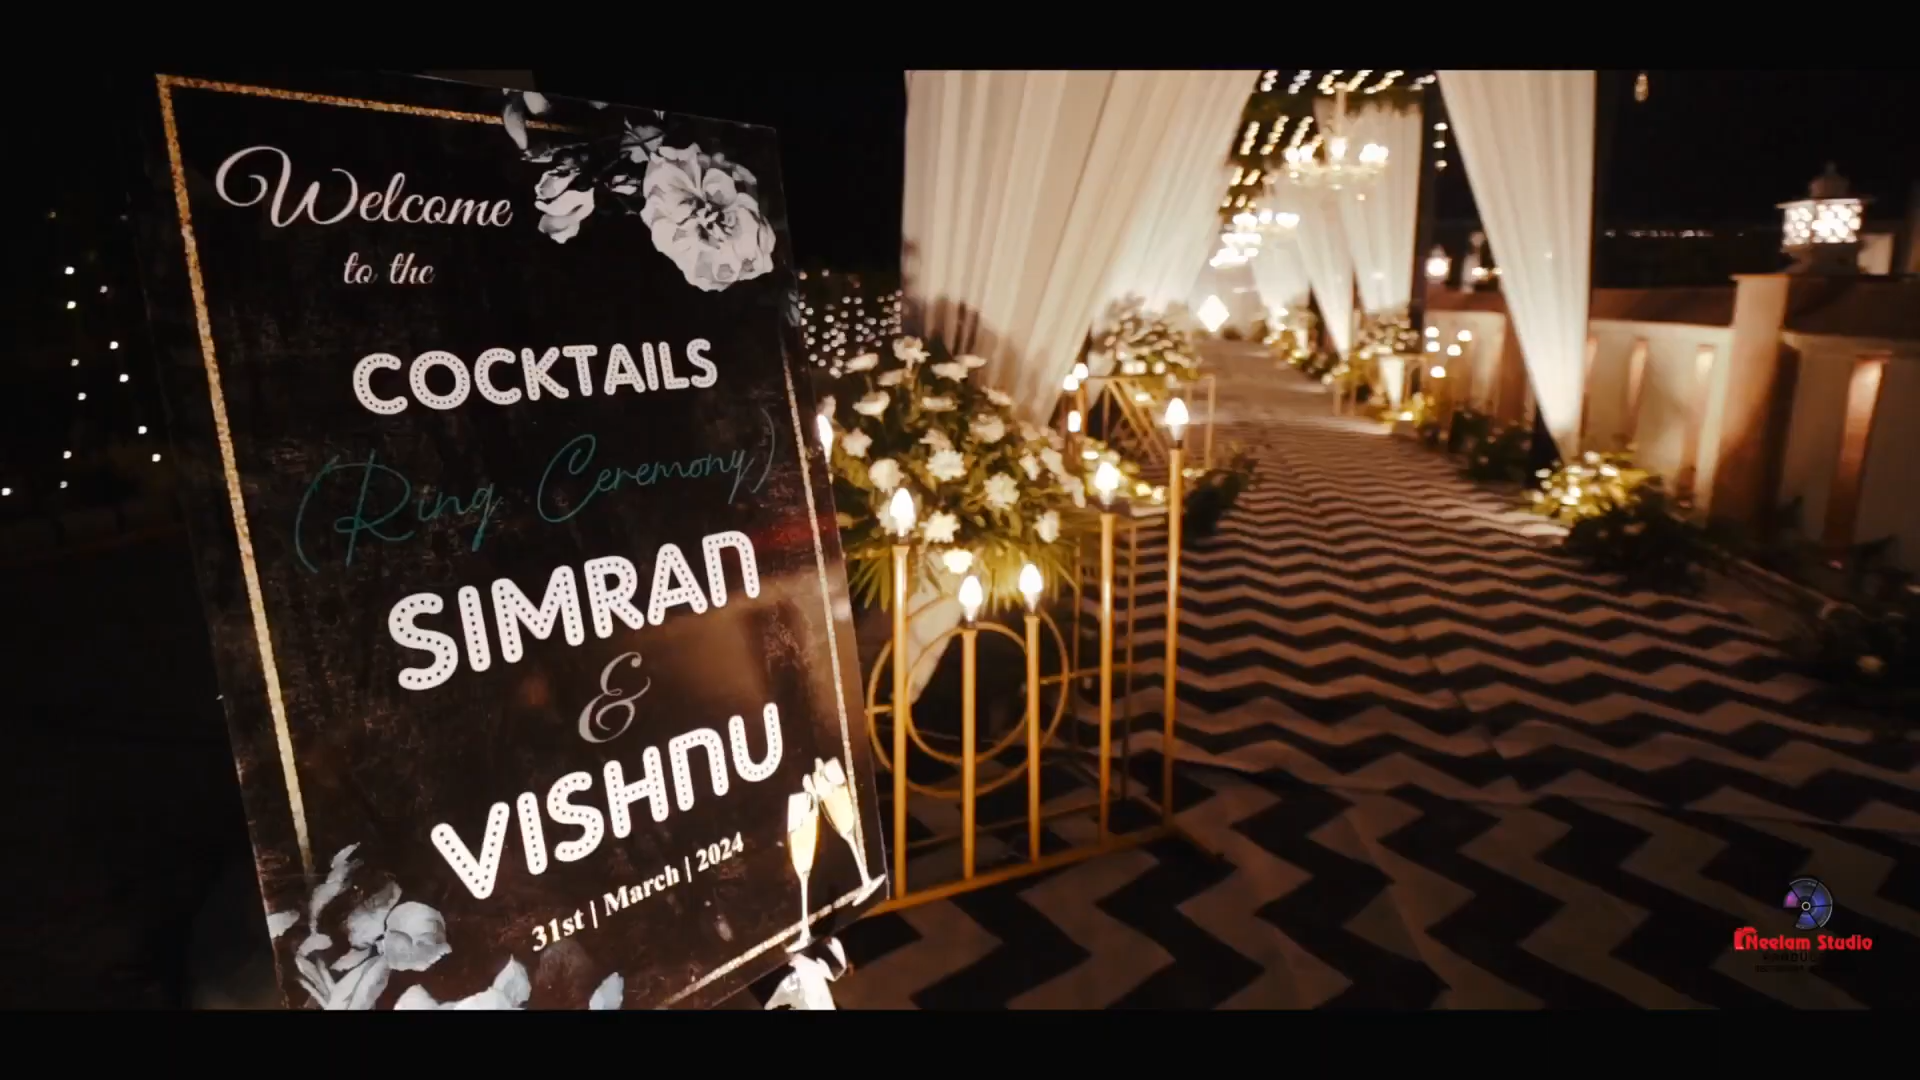 Welcome
to the
COCKTAILS
(Ring Ceremony)
SIMRAN
&
VISHNU
31st | March | 2024
Neelam Studio